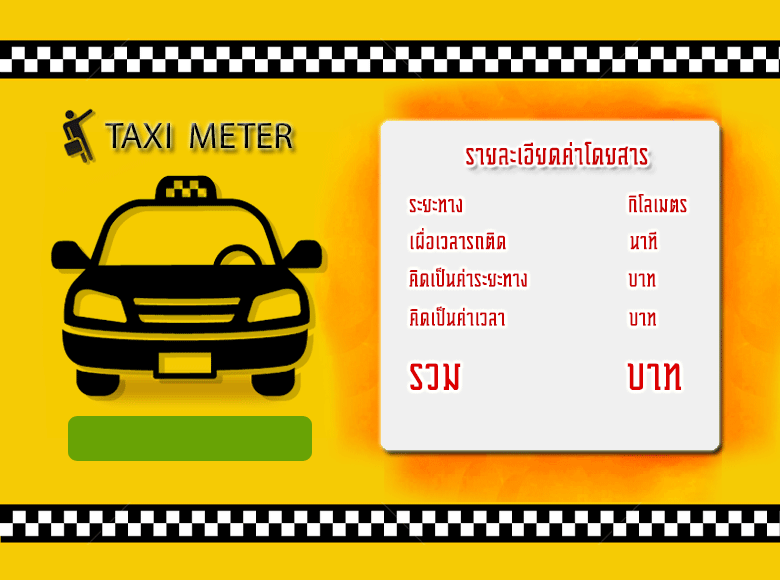 TAXI METER
รายละเอียดค่าโดยสาร
ระยะทาง กิโลเมตร
เผื่อเวลารถติด นาที
คิดเป็นค่าระยะทาง บาท
คิดเป็นค่าเวลา บาท
รวม บาท